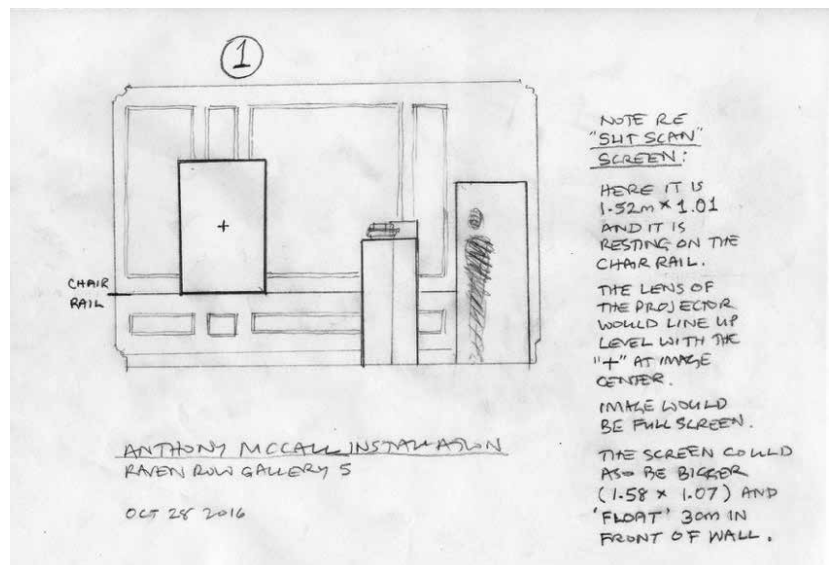 1
CHAIR
RAIL
ANTHONY MCCALL INSTALLATION
RAVEN ROW GALLERY 5
OCT 28 2016
NOTE RE
"SLIT SCAN"
SCREEN:
HERE IT IS
1.52m × 1.01
AND IT IS
RESTING ON THE
CHAIR RAIL.
THE LENS OF
THE PROJECTOR
WOULD LINE UP
LEVEL WITH THE
"+" AT IMAGE
CENTER.
IMAGE WOULD
BE FULL SCREEN.
THE SCREEN COULD
ALSO BE BIGGER
(1.58 × 1.07) AND
'FLOAT' 30m IN
FRONT OF WALL.